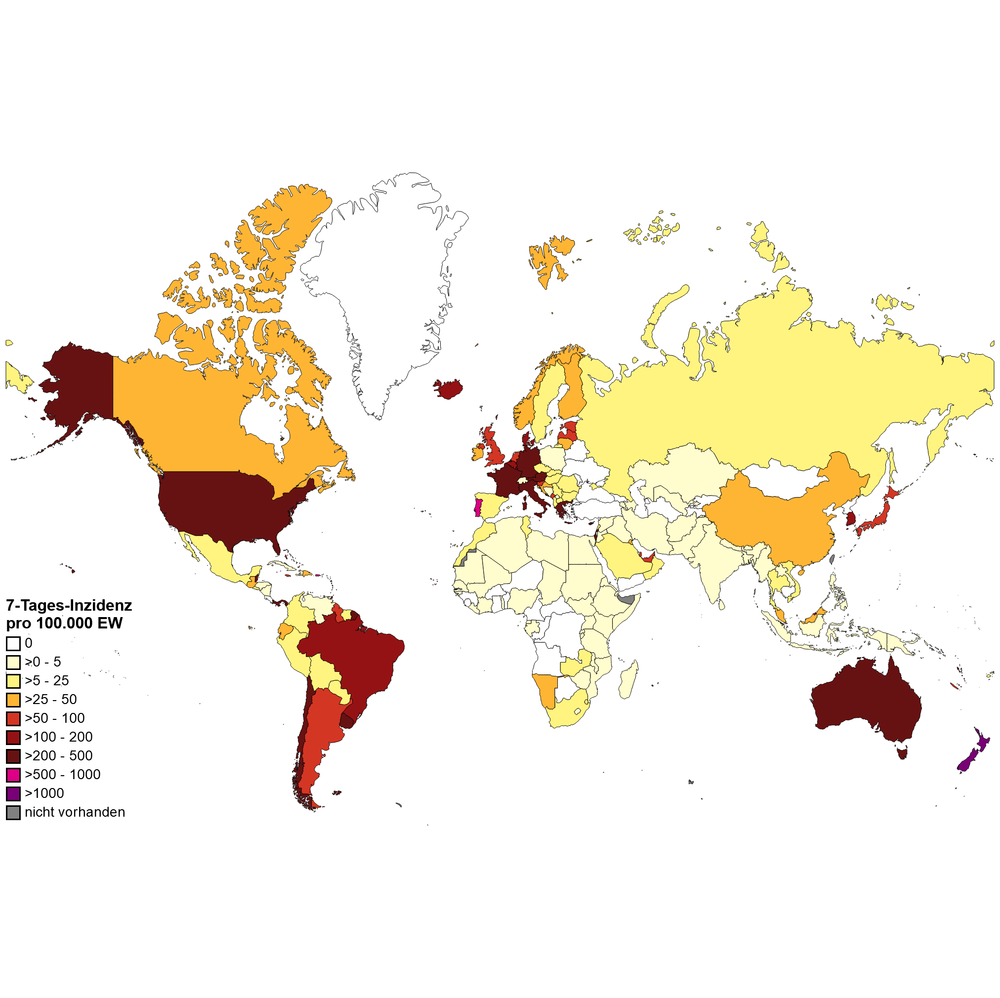 7-Tages-Inzidenz
pro 100.000 EW
0
>0 - 5
>5 - 25
>25 - 50
>50 - 100
>100 - 200
>200 - 500
>500 - 1000
>1000
nicht vorhanden